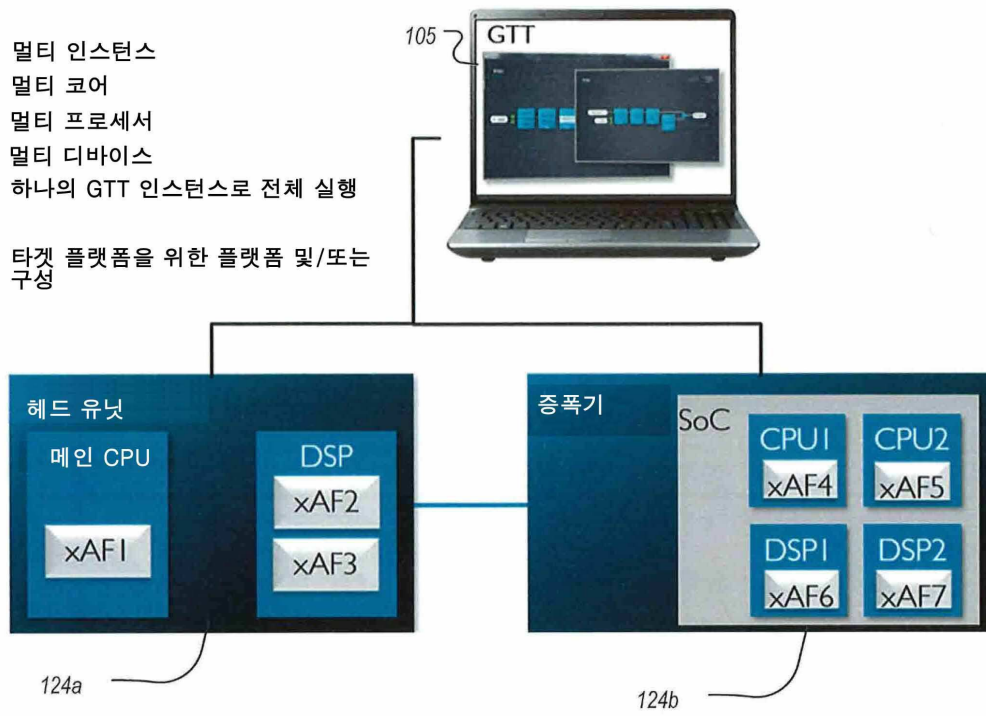 멀티 인스턴스
멀티 코어
멀티 프로세서
멀티 디바이스
하나의 GTT 인스턴스로 전체 실행
타겟 플랫폼을 위한 플랫폼 및/또는
구성
105
GTT
헤드 유닛
메인 CPU
xAF1
DSP
xAF2
xAF3
124a
증폭기
SoC
CPU1
xAF4
CPU2
xAF5
DSP1
xAF6
DSP2
xAF7
124b